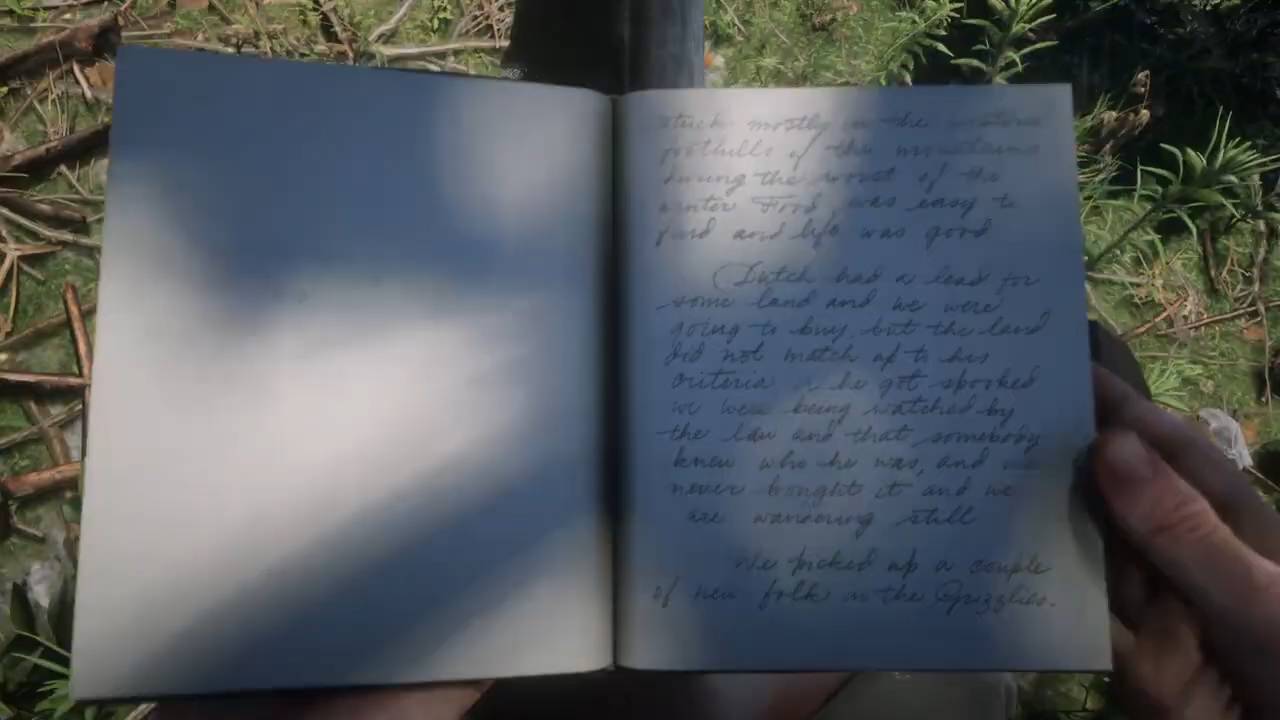 stuck mostly in the western
foothills of the mountains
during the worst of the
winter Food was easy to
find and life was good
Dutch had a lead for
some land and we were
going to buy, but the land
did not match up to his
criteria he got spooked
we were being watched by
the law and that somebody
knew who he was, and we
never bought it and we
are wandering still
We picked up a couple
of new folk in the Grizzlies.